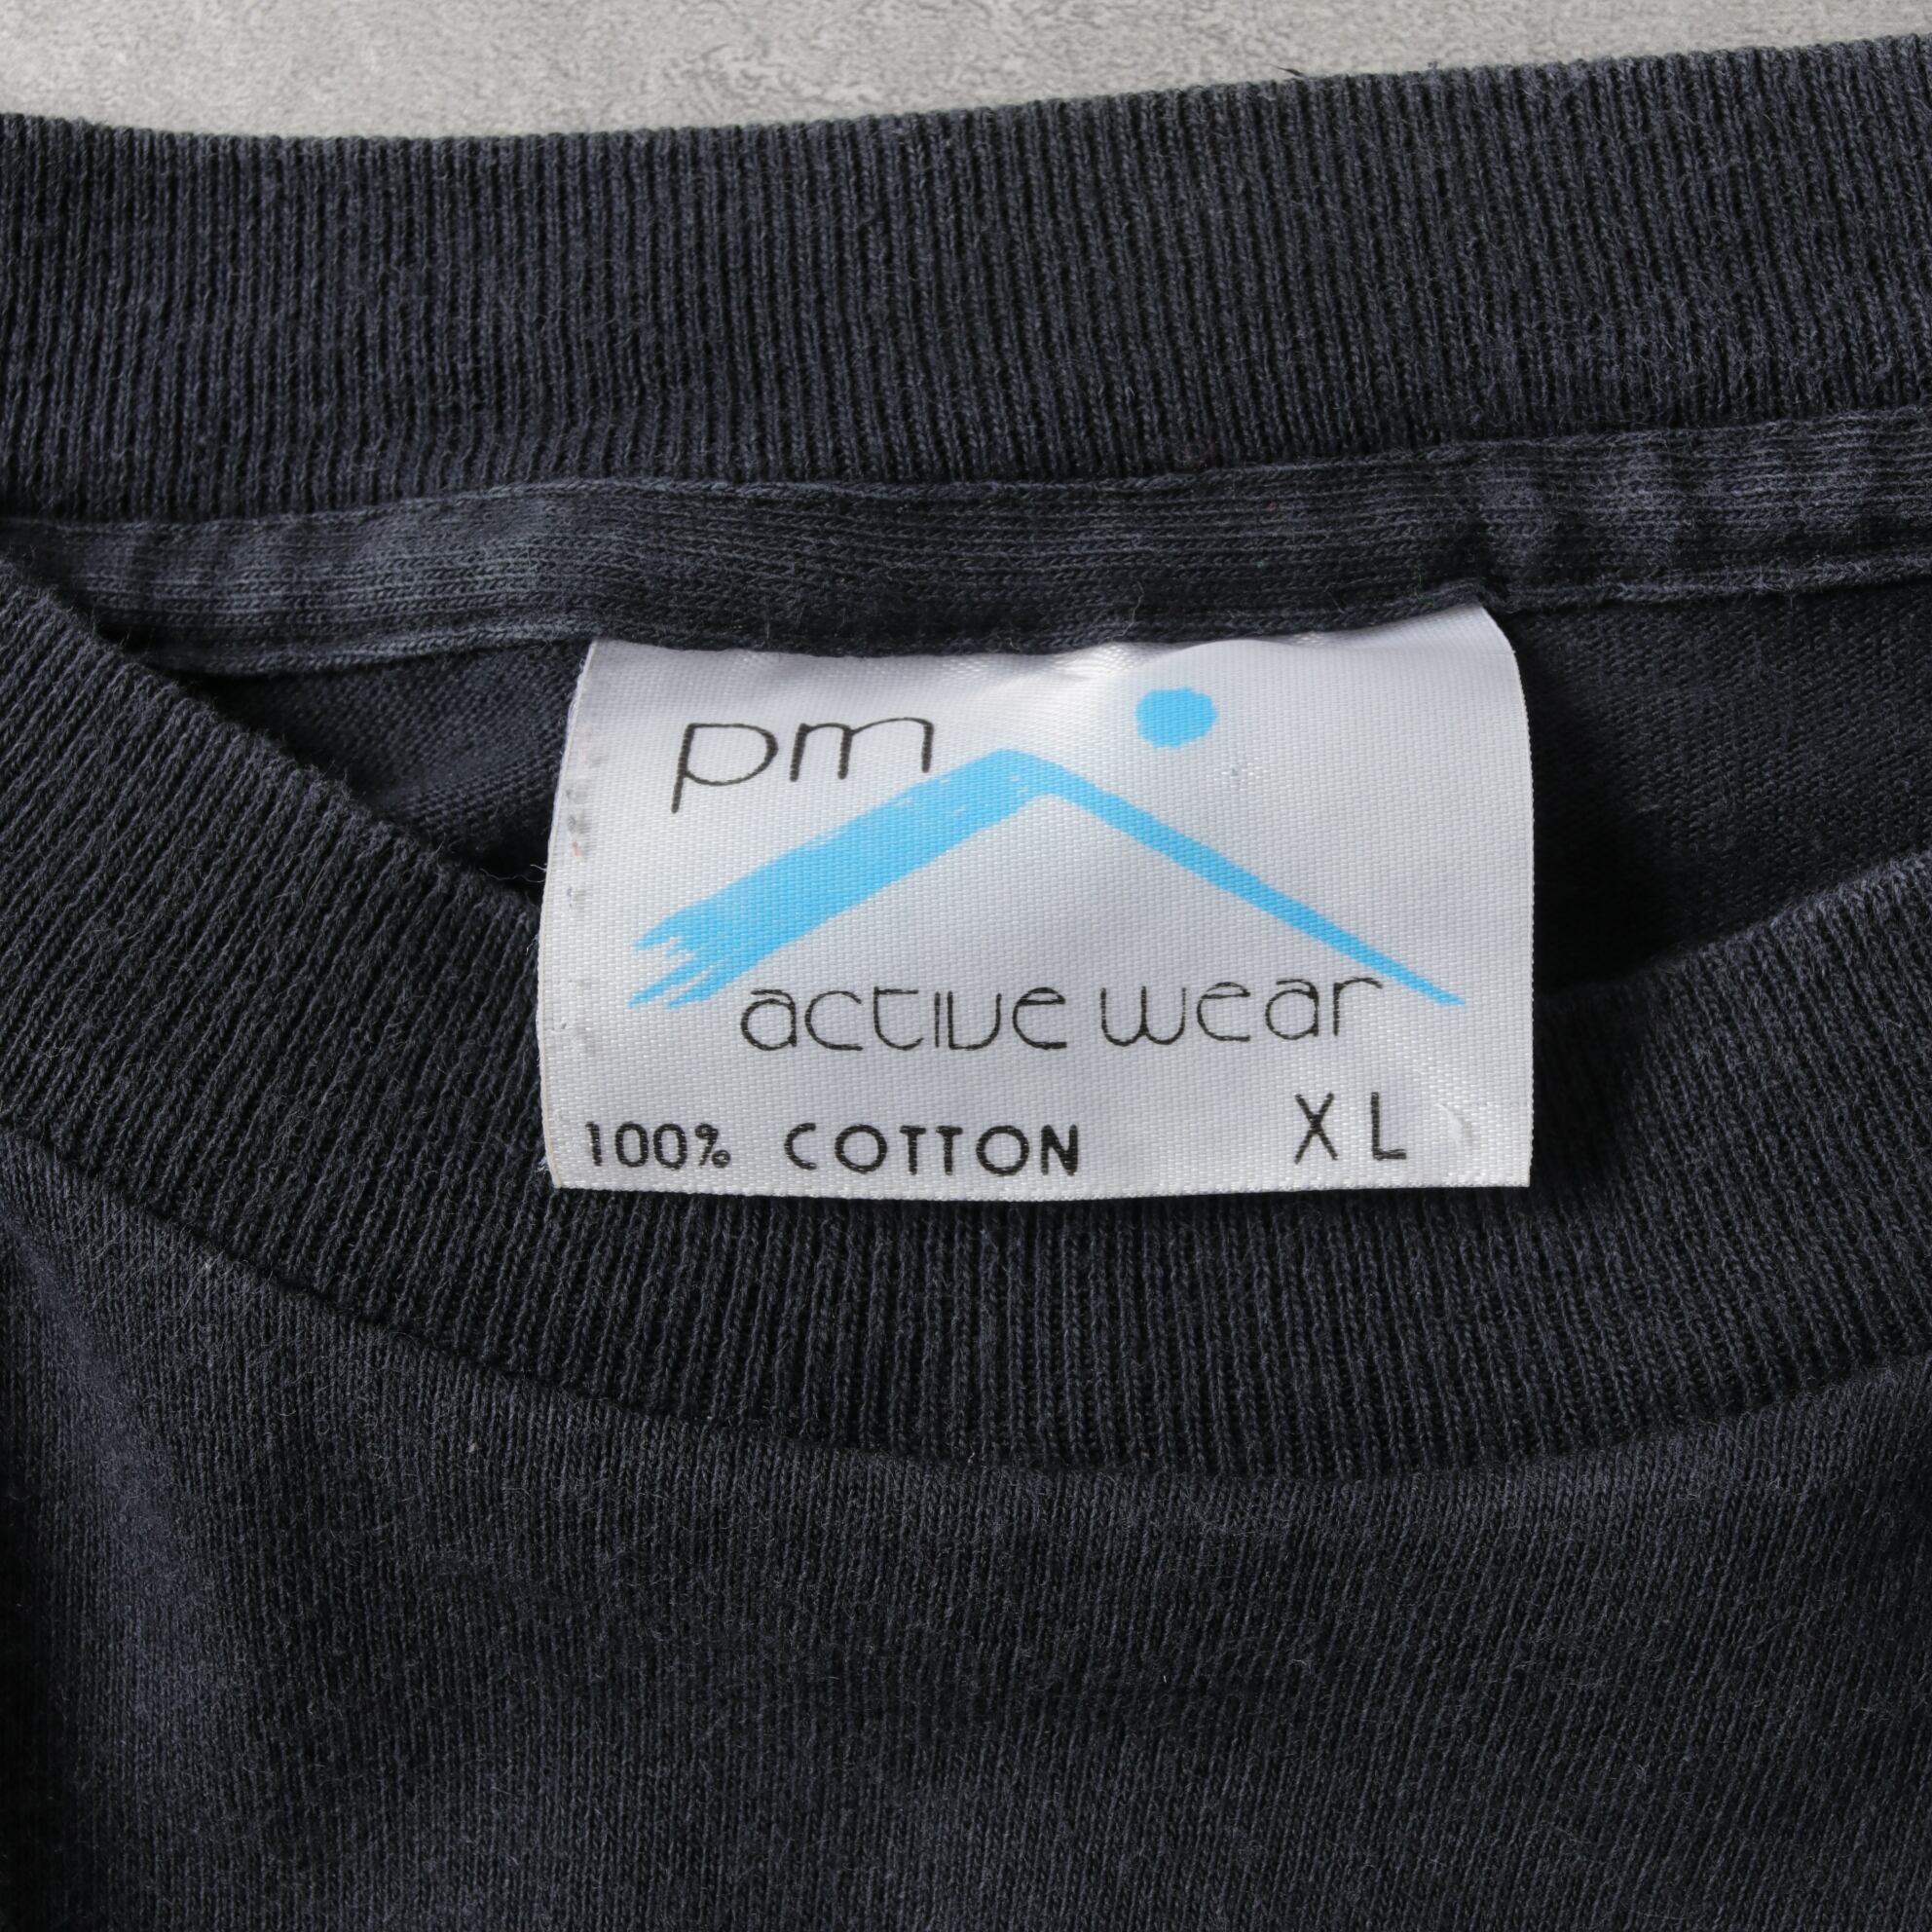 pm
active wear
100% COTTON XL